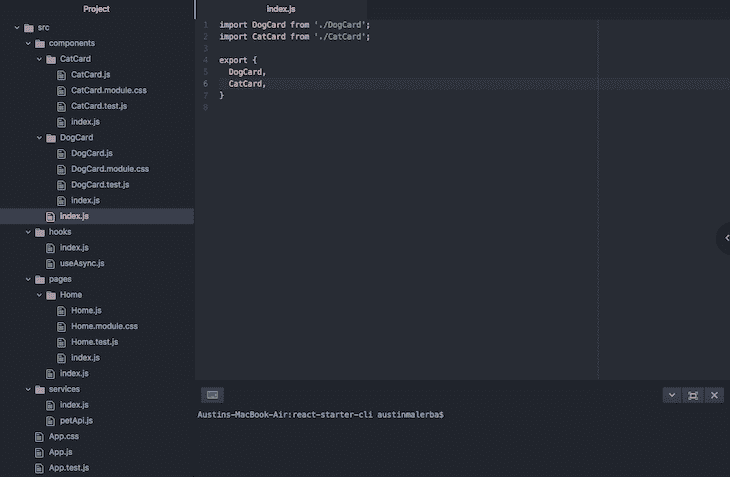 Project
src
components
CatCard
CatCard.js
CatCard.module.css
CatCard.test.js
index.js
DogCard
DogCard.js
DogCard.module.css
DogCard.test.js
index.js
index.js
hooks
index.js
useAsync.js
pages
Home
Home.js
Home.module.css
Home.test.js
index.js
index.js
services
index.js
petApi.js
App.css
App.js
App.test.js
index.js
1 import DogCard from './DogCard';
2 import CatCard from './CatCard';
3
4 export {
5 DogCard,
6 CatCard,
7 }
8
Austins-MacBook-Air:react-starter-cli austinmalerba$